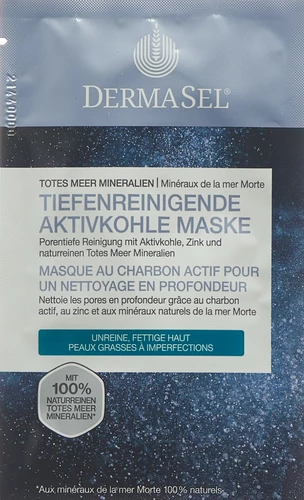 DERMASEL®
TOTES MEER MINERALIEN | Minéraux de la mer Morte
TIEFENREINIGENDE
AKTIVKOHLE MASKE
Porentiefe Reinigung mit Aktivkohle, Zink und
naturreinen Totes Meer Mineralien
MASQUE AU CHARBON ACTIF POUR
UN NETTOYAGE EN PROFONDEUR
Nettoie les pores en profondeur grâce au charbon
actif, au zinc et aux minéraux naturels de la mer Morte
UNREINE, FETTIGE HAUT
PEAUX GRASSES À IMPERFECTIONS
MIT
100%
NATURREINEN
TOTES MEER
MINERALIEN*
*Aux minéraux de la mer Morte 100% naturels